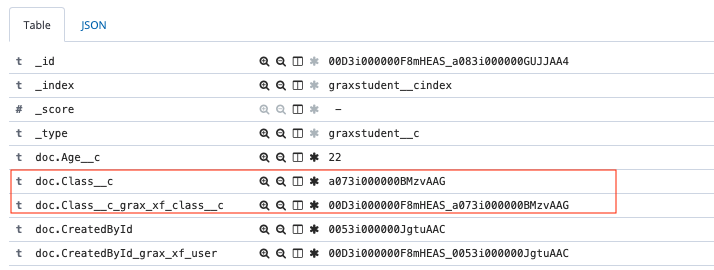 Table JSON
t _id 00D3i000000F8mHEAS_a083i000000GUJJAA4
t _index graxstudent__cindex
# _score –
t _type graxstudent__c
t doc.Age__c 22
t doc.Class__c a073i000000BMzvAAG
t doc.Class__c_grax_xf_class__c 00D3i000000F8mHEAS_a073i000000BMzvAAG
t doc.CreatedById 0053i000000JgtuAAC
t doc.CreatedById_grax_xf_user 00D3i000000F8mHEAS_0053i000000JgtuAAC